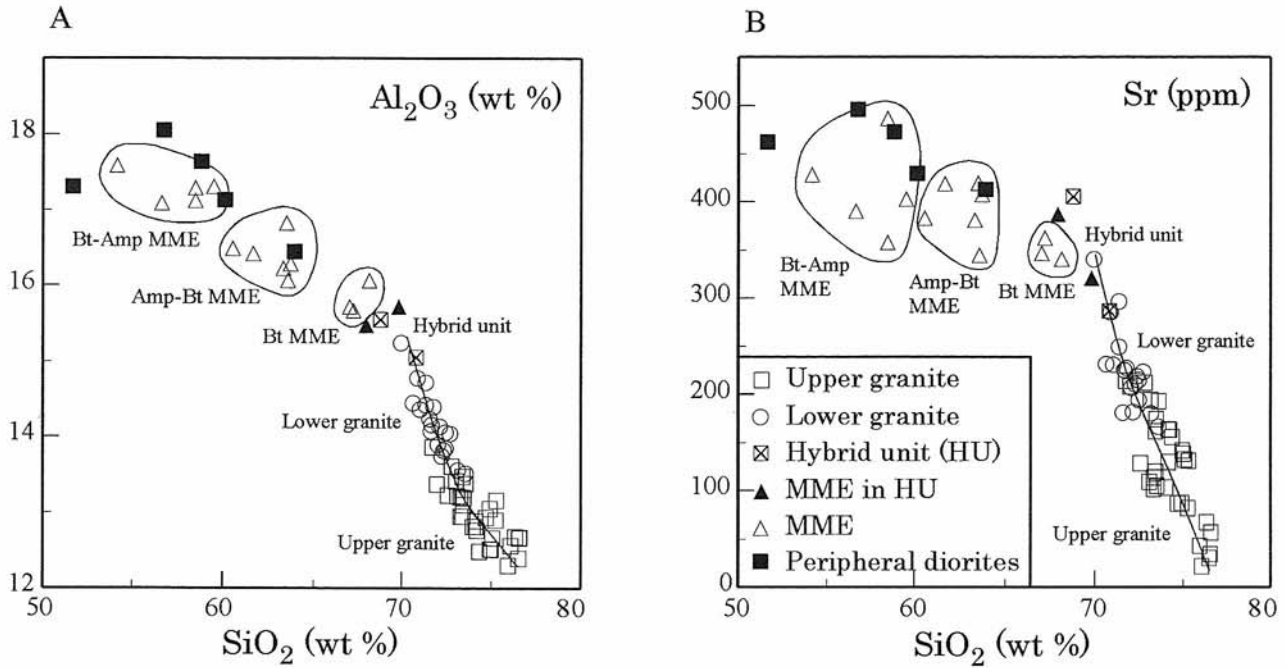 A
Al2O3 (wt %)
18
16
14
12
Bt-Amp MME
Amp-Bt MME
Bt MME
Hybrid unit
Lower granite
Upper granite
50
60
70
80
SiO2 (wt %)
B
Sr (ppm)
500
400
300
200
100
0
Bt-Amp
MME
Amp-Bt
MME
Bt MME
Hybrid unit
Lower granite
Upper granite
Upper granite
Lower granite
Hybrid unit (HU)
MME in HU
MME
Peripheral diorites
50
60
70
80
SiO2 (wt %)